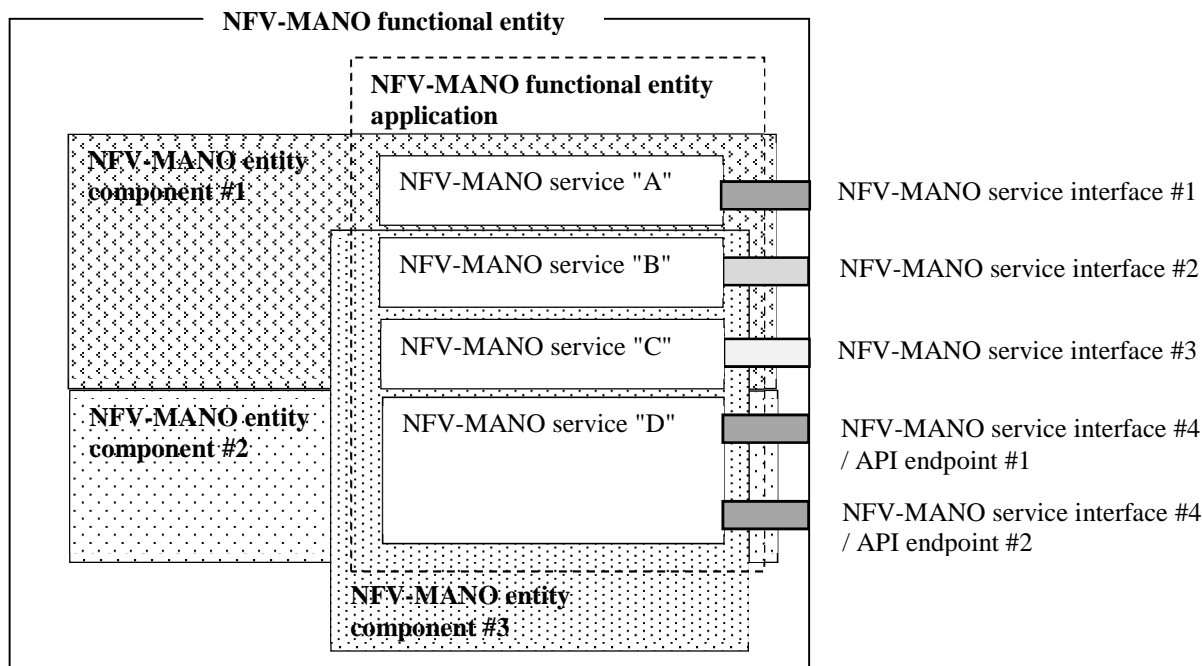 NFV-MANO functional entity
NFV-MANO functional entity
application
NFV-MANO entity
component #1
NFV-MANO service "A"
NFV-MANO service interface #1
NFV-MANO service "B"
NFV-MANO service interface #2
NFV-MANO service "C"
NFV-MANO service interface #3
NFV-MANO entity
component #2
NFV-MANO service "D"
NFV-MANO service interface #4
/ API endpoint #1
NFV-MANO service interface #4
/ API endpoint #2
NFV-MANO entity
component #3